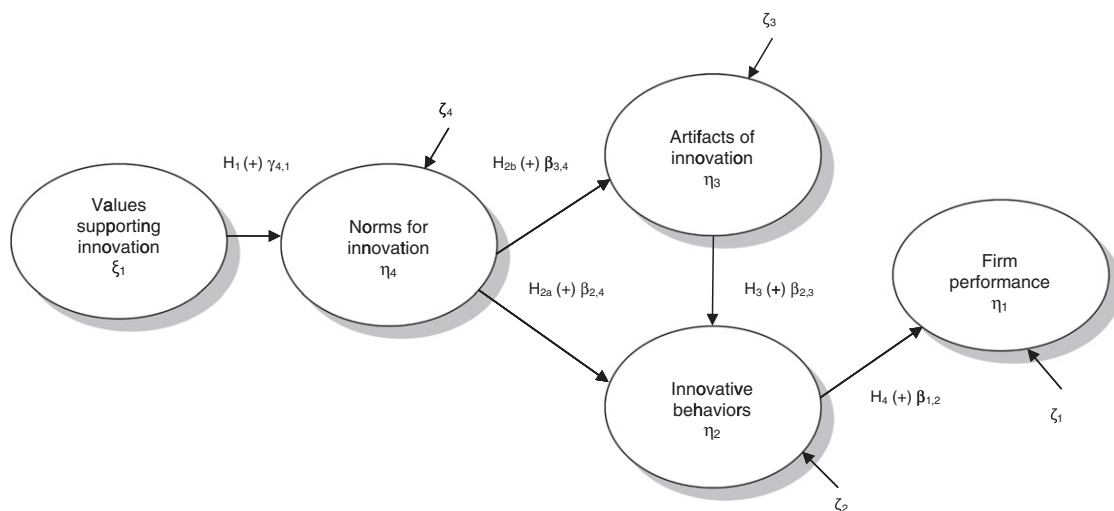 ζ₃
Artifacts of
innovation
η₃
ζ₄
H₁ (+) γ₄,₁
H₂b (+) β₃,₄
Values
supporting
innovation
ξ₁
Norms for
innovation
η₄
Firm
performance
η₁
H₂a (+) β₂,₄
H₃ (+) β₂,₃
Innovative
behaviors
η₂
H₄ (+) β₁,₂
ζ₁
ζ₂